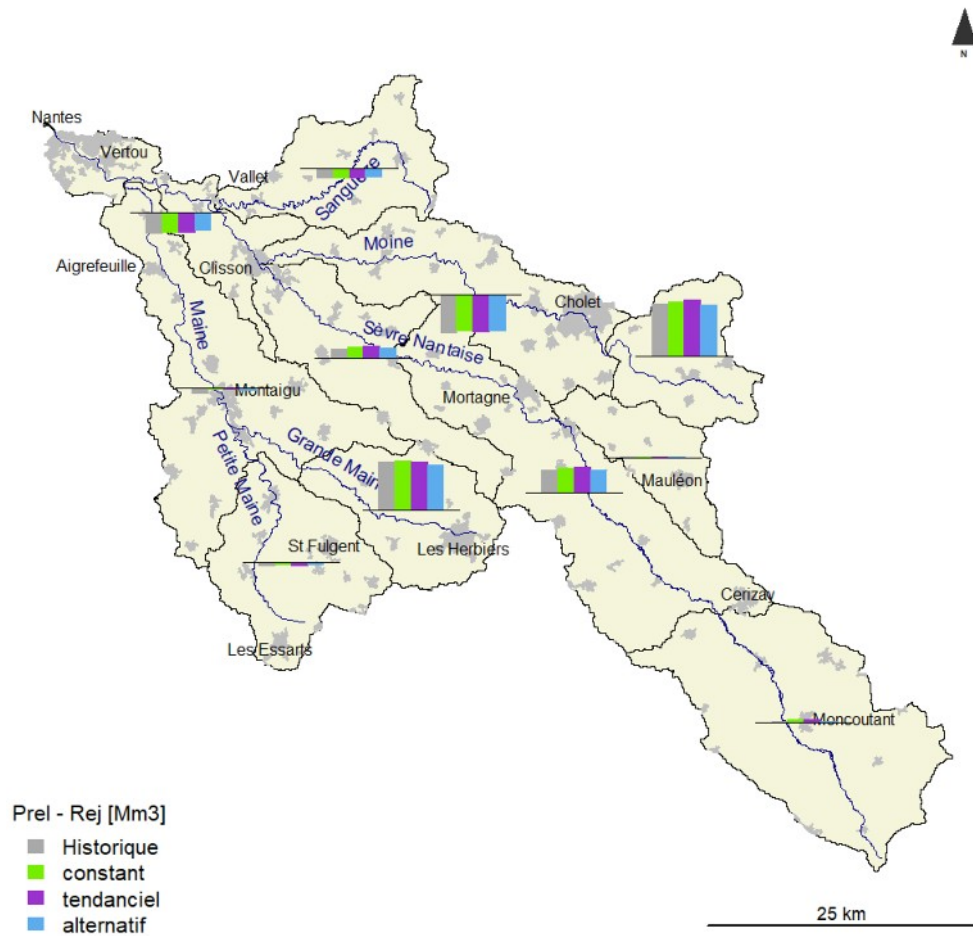 N
Nantes
Vertou
Vallet
Sanguèze
Aigrefeuille
Clisson
Moine
Cholet
Maine
Sèvre Nantaise
Montaigu
Mortagne
Petite Maine
Grande Main
Mauléon
St Fulgent
Les Herbiers
Cerizay
Les Essarts
Moncoutant
Prel - Rej [Mm3]
Historique
constant
tendanciel
alternatif
25 km